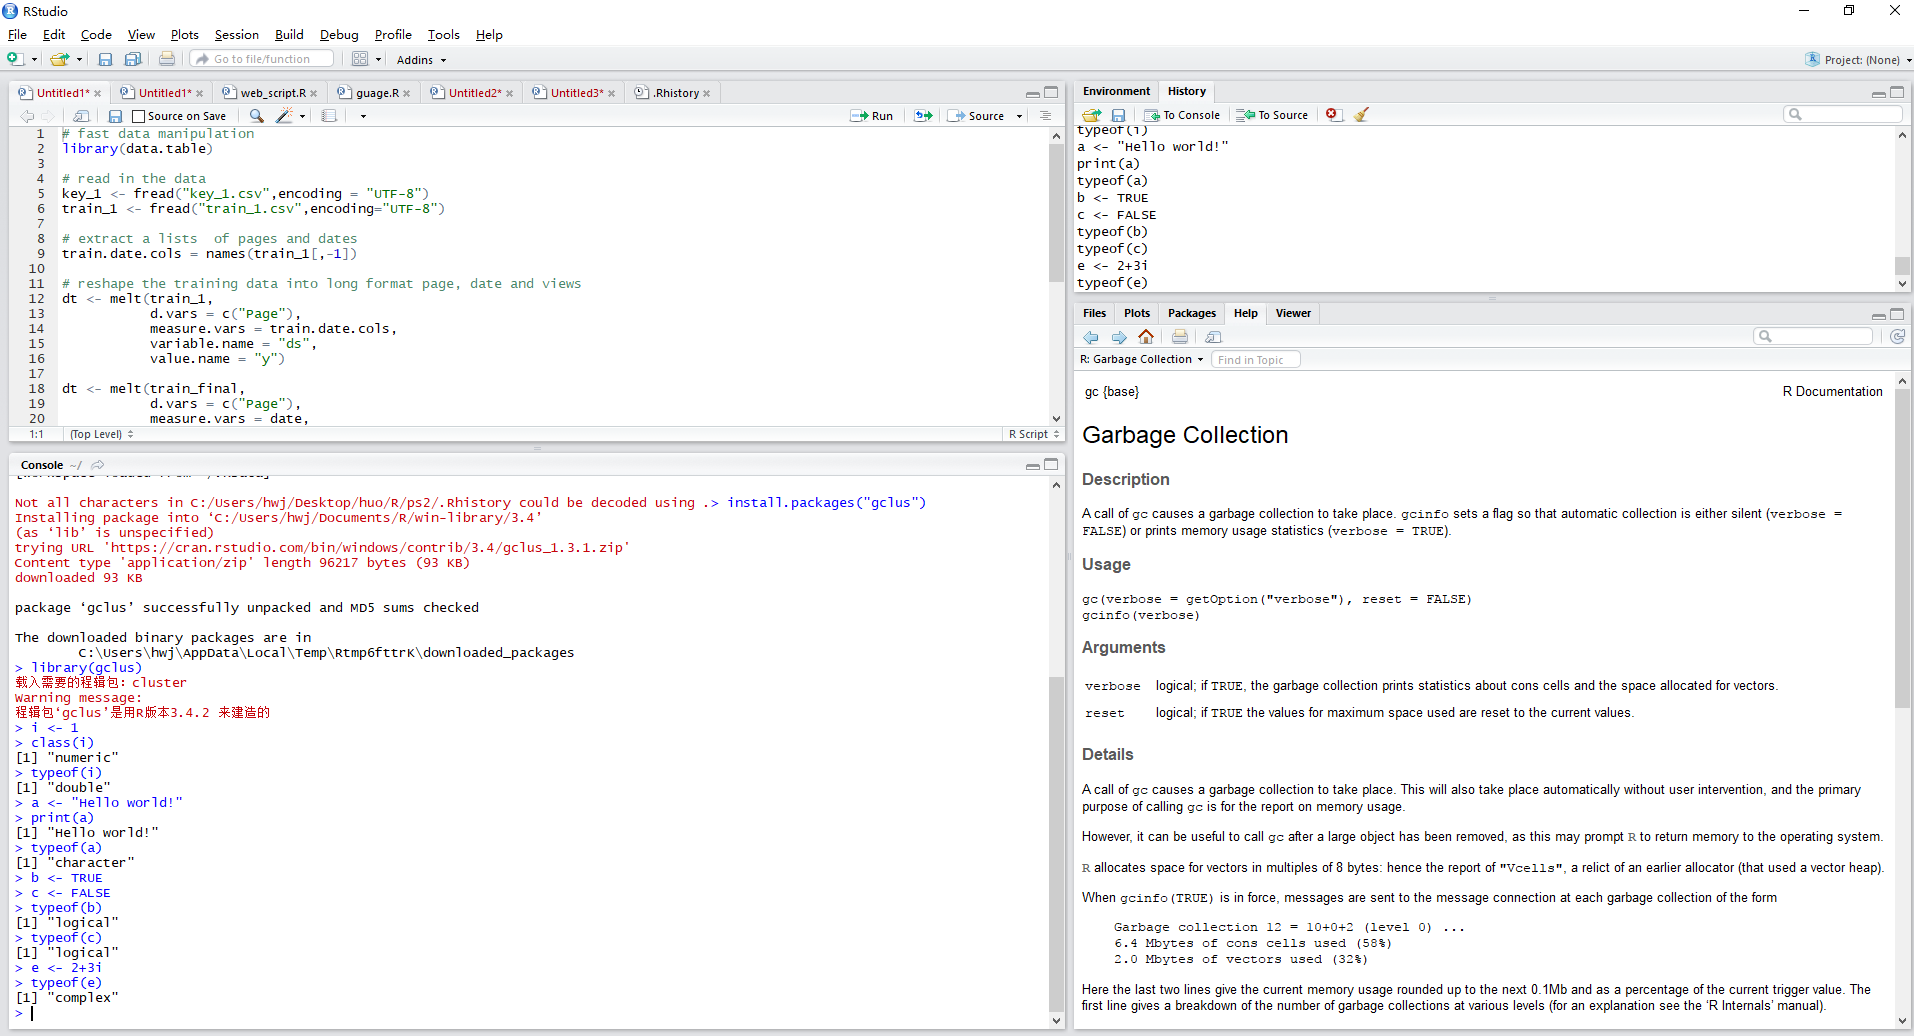 RStudio
File Edit Code View Plots Session Build Debug Profile Tools Help
Go to file/function Addins Project: (None)
Untitled1* Untitled1* web_script.R guage.R Untitled2* Untitled3* .Rhistory
Source on Save Run Source
1 # fast data manipulation
2 library(data.table)
3
4 # read in the data
5 key_1 <- fread("key_1.csv",encoding = "UTF-8")
6 train_1 <- fread("train_1.csv",encoding="UTF-8")
7
8 # extract a lists  of pages and dates
9 train.date.cols = names(train_1[,-1])
10
11 # reshape the training data into long format page, date and views
12 dt <- melt(train_1,
13 d.vars = c("Page"),
14 measure.vars = train.date.cols,
15 variable.name = "ds",
16 value.name = "y")
17
18 dt <- melt(train_final,
19 d.vars = c("Page"),
20 measure.vars = date,
1:1 (Top Level) R Script
Console ~/
Not all characters in C:/Users/hwj/Desktop/huo/R/ps2/.Rhistory could be decoded using .> install.packages("gclus")
Installing package into ‘C:/Users/hwj/Documents/R/win-library/3.4’
(as ‘lib’ is unspecified)
trying URL 'https://cran.rstudio.com/bin/windows/contrib/3.4/gclus_1.3.1.zip'
Content type 'application/zip' length 96217 bytes (93 KB)
downloaded 93 KB
package ‘gclus’ successfully unpacked and MD5 sums checked
The downloaded binary packages are in
C:\Users\hwj\AppData\Local\Temp\Rtmp6fttrK\downloaded_packages
> library(gclus)
载入需要的程辑包：cluster
Warning message:
程辑包‘gclus’是用R版本3.4.2 来建造的
> i <- 1
> class(i)
[1] "numeric"
> typeof(i)
[1] "double"
> a <- "Hello world!"
> print(a)
[1] "Hello world!"
> typeof(a)
[1] "character"
> b <- TRUE
> c <- FALSE
> typeof(b)
[1] "logical"
> typeof(c)
[1] "logical"
> e <- 2+3i
> typeof(e)
[1] "complex"
>
Environment History
To Console To Source
typeof(i)
a <- "Hello world!"
print(a)
typeof(a)
b <- TRUE
c <- FALSE
typeof(b)
typeof(c)
e <- 2+3i
typeof(e)
Files Plots Packages Help Viewer
R: Garbage Collection Find in Topic
gc {base} R Documentation
Garbage Collection
Description
A call of gc causes a garbage collection to take place. gcinfo sets a flag so that automatic collection is either silent (verbose =
FALSE) or prints memory usage statistics (verbose = TRUE).
Usage
gc(verbose = getOption("verbose"), reset = FALSE)
gcinfo(verbose)
Arguments
verbose logical; if TRUE, the garbage collection prints statistics about cons cells and the space allocated for vectors.
reset logical; if TRUE the values for maximum space used are reset to the current values.
Details
A call of gc causes a garbage collection to take place. This will also take place automatically without user intervention, and the primary
purpose of calling gc is for the report on memory usage.
However, it can be useful to call gc after a large object has been removed, as this may prompt R to return memory to the operating system.
R allocates space for vectors in multiples of 8 bytes: hence the report of "Vcells", a relict of an earlier allocator (that used a vector heap).
When gcinfo(TRUE) is in force, messages are sent to the message connection at each garbage collection of the form
Garbage collection 12 = 10+0+2 (level 0) ...
6.4 Mbytes of cons cells used (58%)
2.0 Mbytes of vectors used (32%)
Here the last two lines give the current memory usage rounded up to the next 0.1Mb and as a percentage of the current trigger value. The
first line gives a breakdown of the number of garbage collections at various levels (for an explanation see the ‘R Internals’ manual).